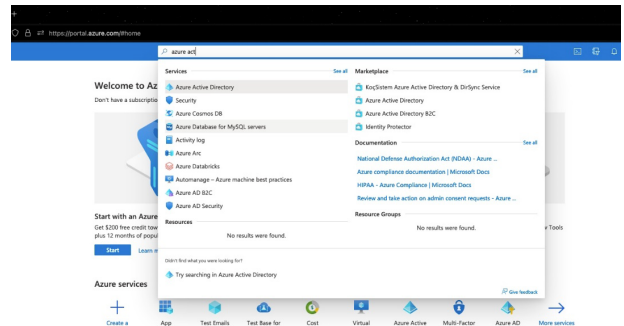 https://portal.azure.com/#home
azure act
Services
See all
Azure Active Directory
Security
Azure Cosmos DB
Azure Database for MySQL servers
Activity log
Azure Arc
Azure Databricks
Automanage – Azure machine best practices
Azure AD B2C
Azure AD Security
Resources
No results were found.
Marketplace
See all
KoçSistem Azure Active Directory & DirSync Service
Azure Active Directory
Azure Active Directory B2C
Identity Protector
Documentation
See all
National Defense Authorization Act (NDAA) - Azure ...
Azure compliance documentation | Microsoft Docs
HIPAA - Azure Compliance | Microsoft Docs
Review and take action on admin consent requests - Azure ...
Resource Groups
No results were found.
Didn't find what you were looking for?
Try searching in Azure Active Directory
Give feedback
Welcome to Az
Don't have a subscriptio
Start with an Azure
Get $200 free credit tow
plus 12 months of popul
Start
Learn m
v Tools
Azure services
Create a
App
Test Emails
Test Base for
Cost
Virtual
Azure Active
Multi-Factor
Azure AD
More services